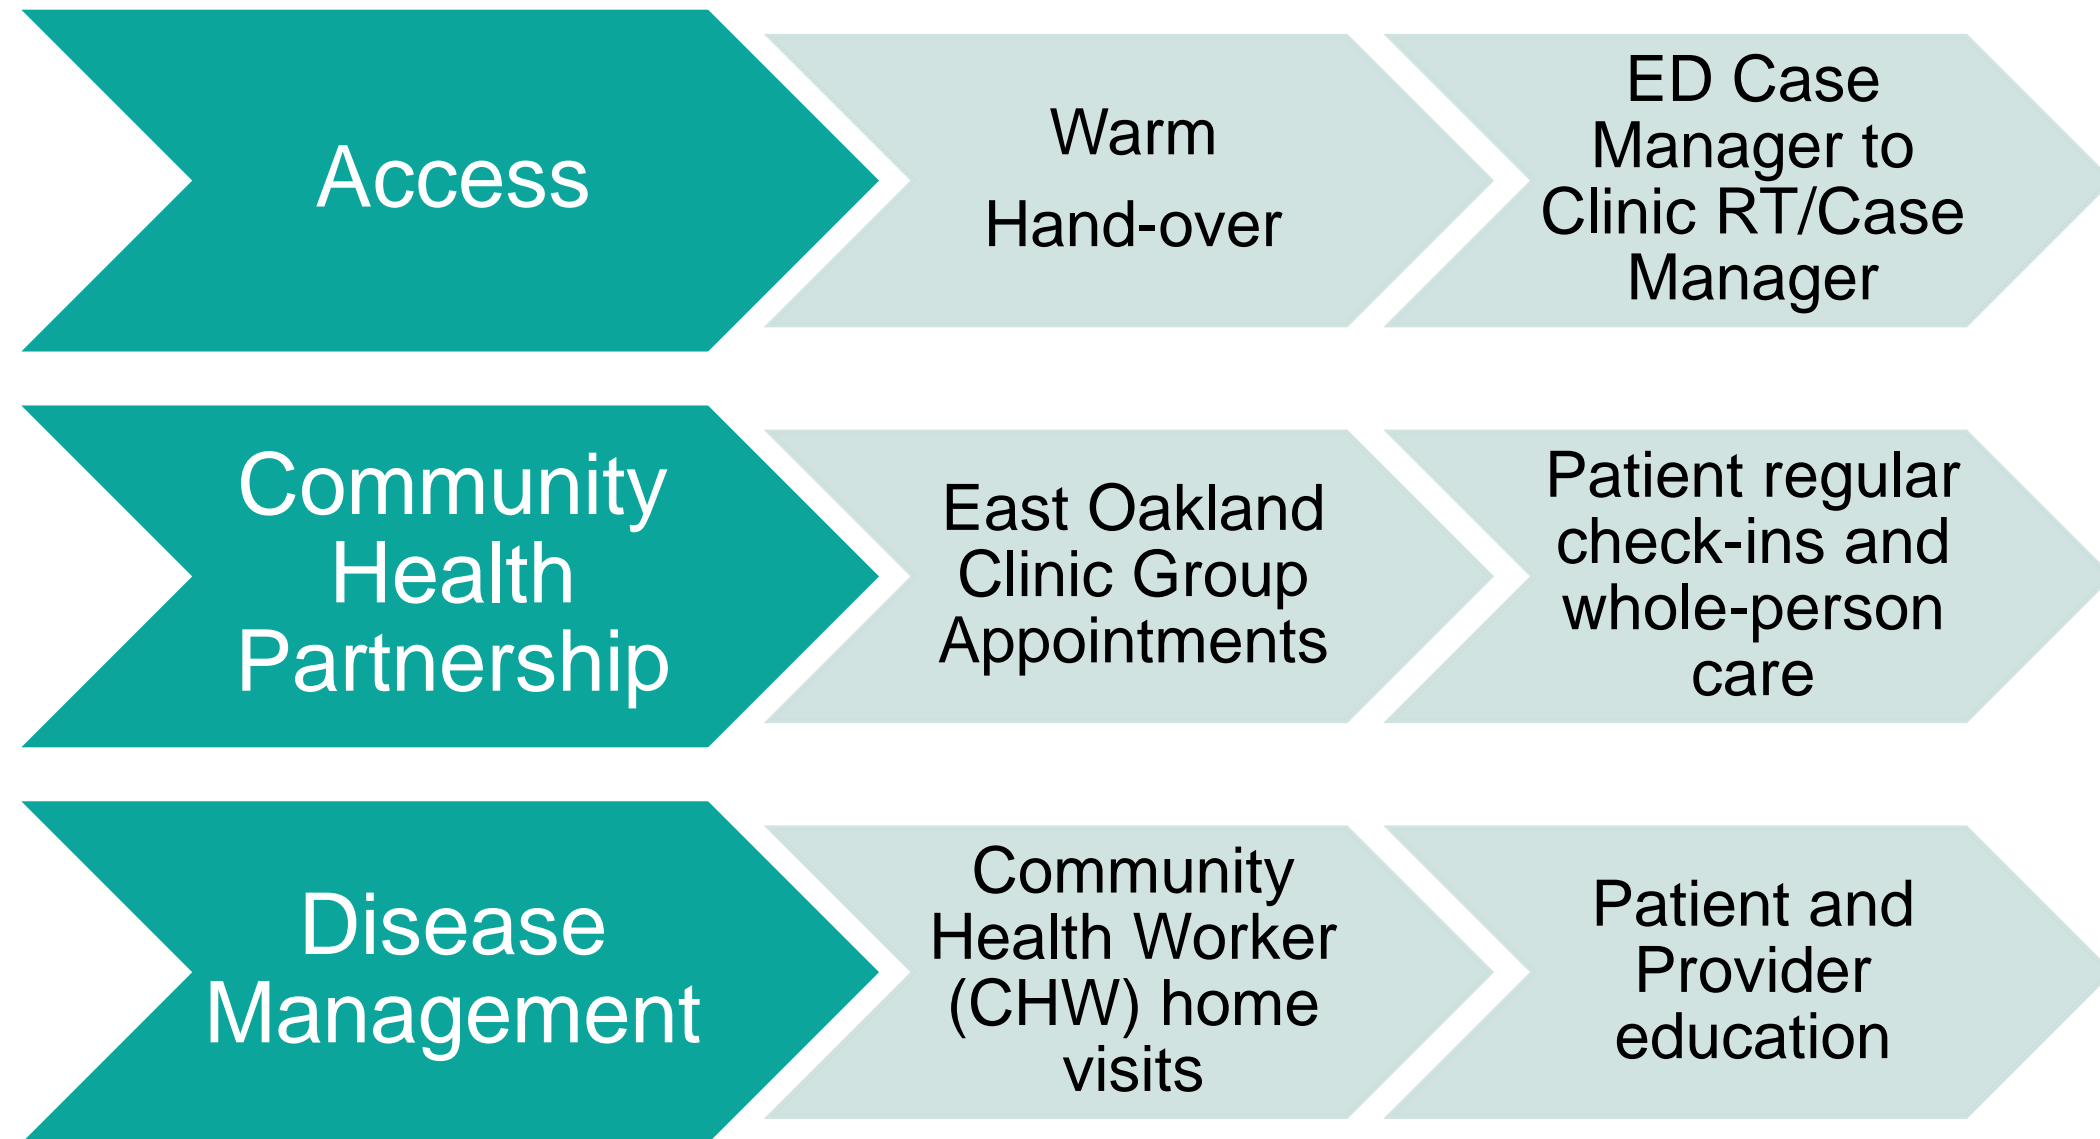 Access
Warm
Hand-over
ED Case
Manager to
Clinic RT/Case
Manager
Community
Health
Partnership
East Oakland
Clinic Group
Appointments
Patient regular
check-ins and
whole-person
care
Disease
Management
Community
Health Worker
(CHW) home
visits
Patient and
Provider
education